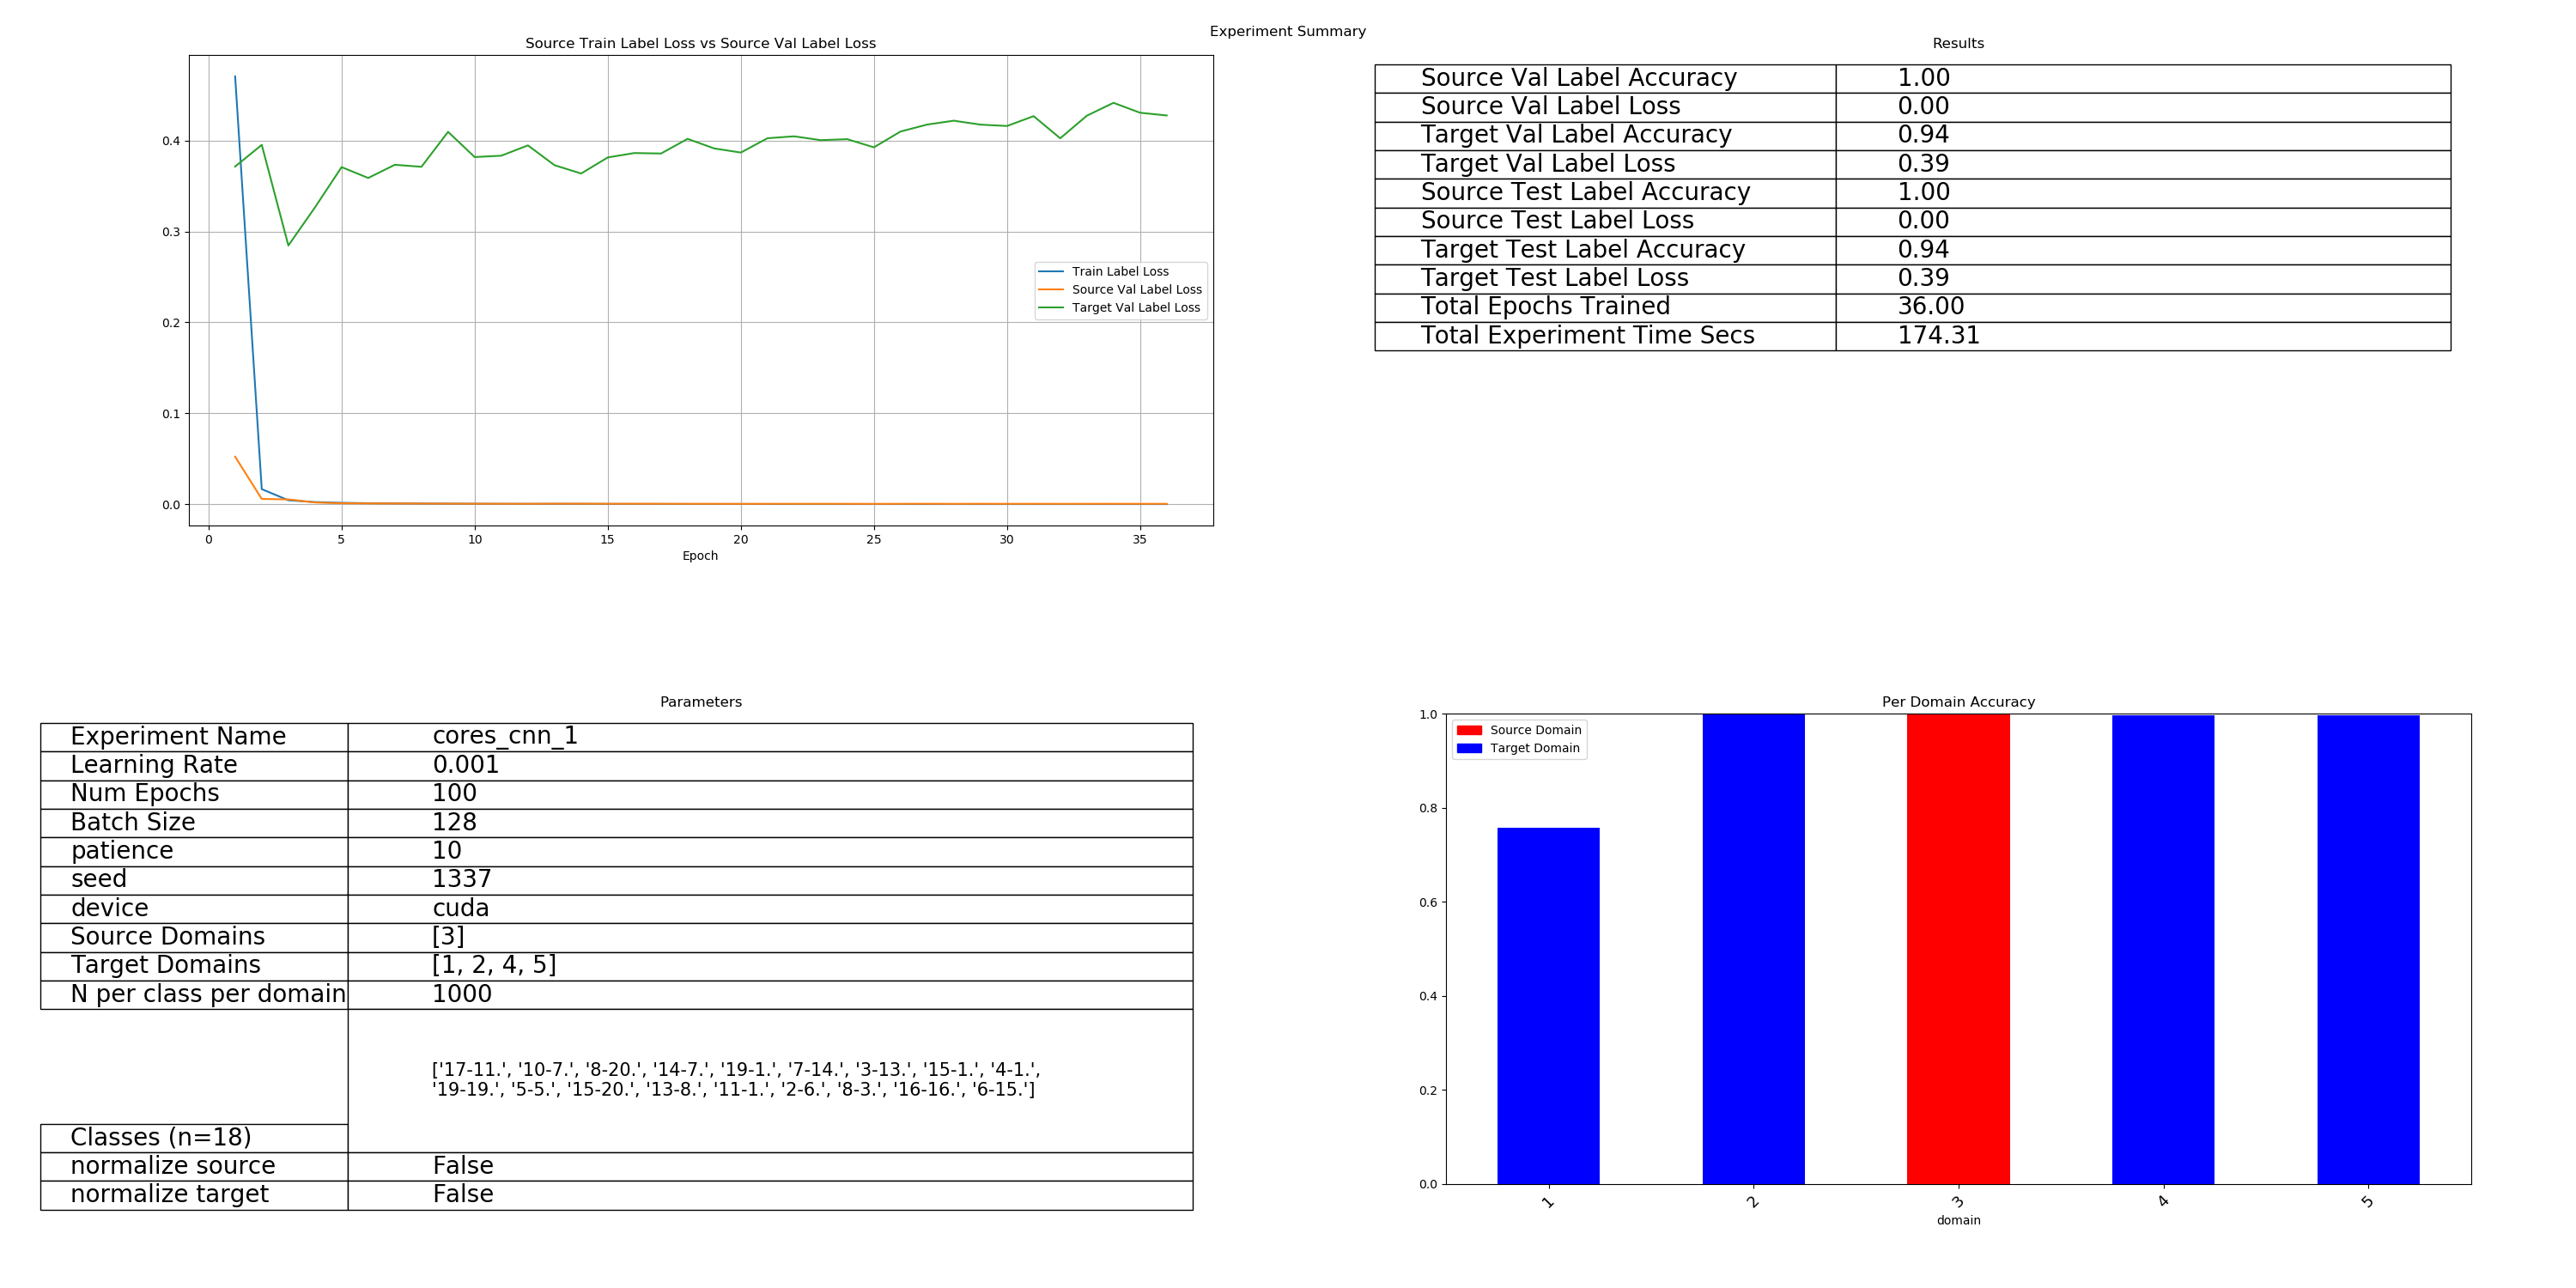 Experiment Summary
Source Train Label Loss vs Source Val Label Loss
0.4
0.3
0.2
0.1
0.0
0 5 10 15 20 25 30 35
Epoch
Train Label Loss
Source Val Label Loss
Target Val Label Loss
Results
Source Val Label Accuracy 1.00
Source Val Label Loss 0.00
Target Val Label Accuracy 0.94
Target Val Label Loss 0.39
Source Test Label Accuracy 1.00
Source Test Label Loss 0.00
Target Test Label Accuracy 0.94
Target Test Label Loss 0.39
Total Epochs Trained 36.00
Total Experiment Time Secs 174.31
Parameters
Experiment Name cores_cnn_1
Learning Rate 0.001
Num Epochs 100
Batch Size 128
patience 10
seed 1337
device cuda
Source Domains [3]
Target Domains [1, 2, 4, 5]
N per class per domain 1000
['17-11.', '10-7.', '8-20.', '14-7.', '19-1.', '7-14.', '3-13.', '15-1.', '4-1.',
'19-19.', '5-5.', '15-20.', '13-8.', '11-1.', '2-6.', '8-3.', '16-16.', '6-15.']
Classes (n=18)
normalize source False
normalize target False
Per Domain Accuracy
1.0
0.8
0.6
0.4
0.2
0.0
Source Domain
Target Domain
1 2 3 4 5
domain